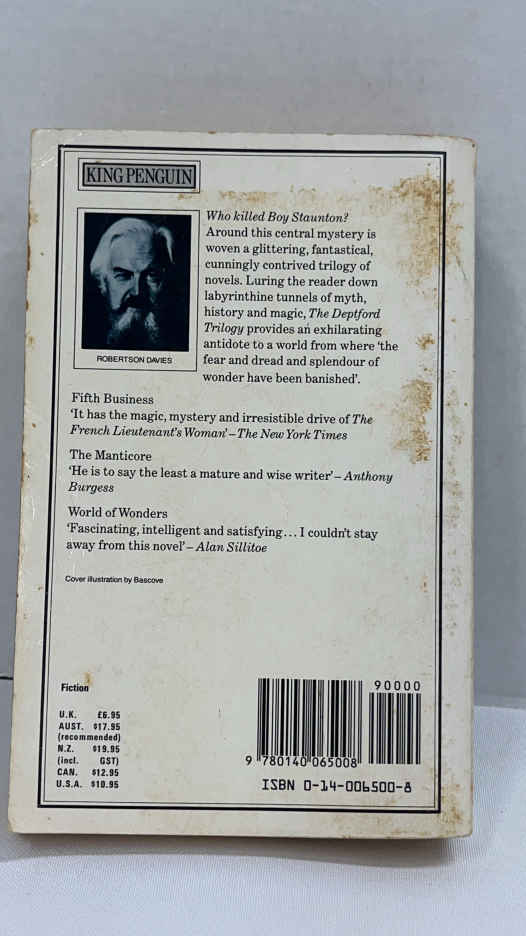 KING PENGUIN
ROBERTSON DAVIES
Who killed Boy Staunton?
Around this central mystery is
woven a glittering, fantastical,
cunningly contrived trilogy of
novels. Luring the reader down
labyrinthine tunnels of myth,
history and magic, The Deptford
Trilogy provides an exhilarating
antidote to a world from where ‘the
fear and dread and splendour of
wonder have been banished’.
Fifth Business
‘It has the magic, mystery and irresistible drive of The
French Lieutenant's Woman’ – The New York Times
The Manticore
‘He is to say the least a mature and wise writer’ – Anthony
Burgess
World of Wonders
‘Fascinating, intelligent and satisfying... I couldn't stay
away from this novel’ – Alan Sillitoe
Cover illustration by Bascove
Fiction
U.K. £6.95
AUST. $17.95
(recommended)
N.Z. $19.95
(incl. GST)
CAN. $12.95
U.S.A. $10.95
90000
9 780140 065008
ISBN 0-14-006500-8